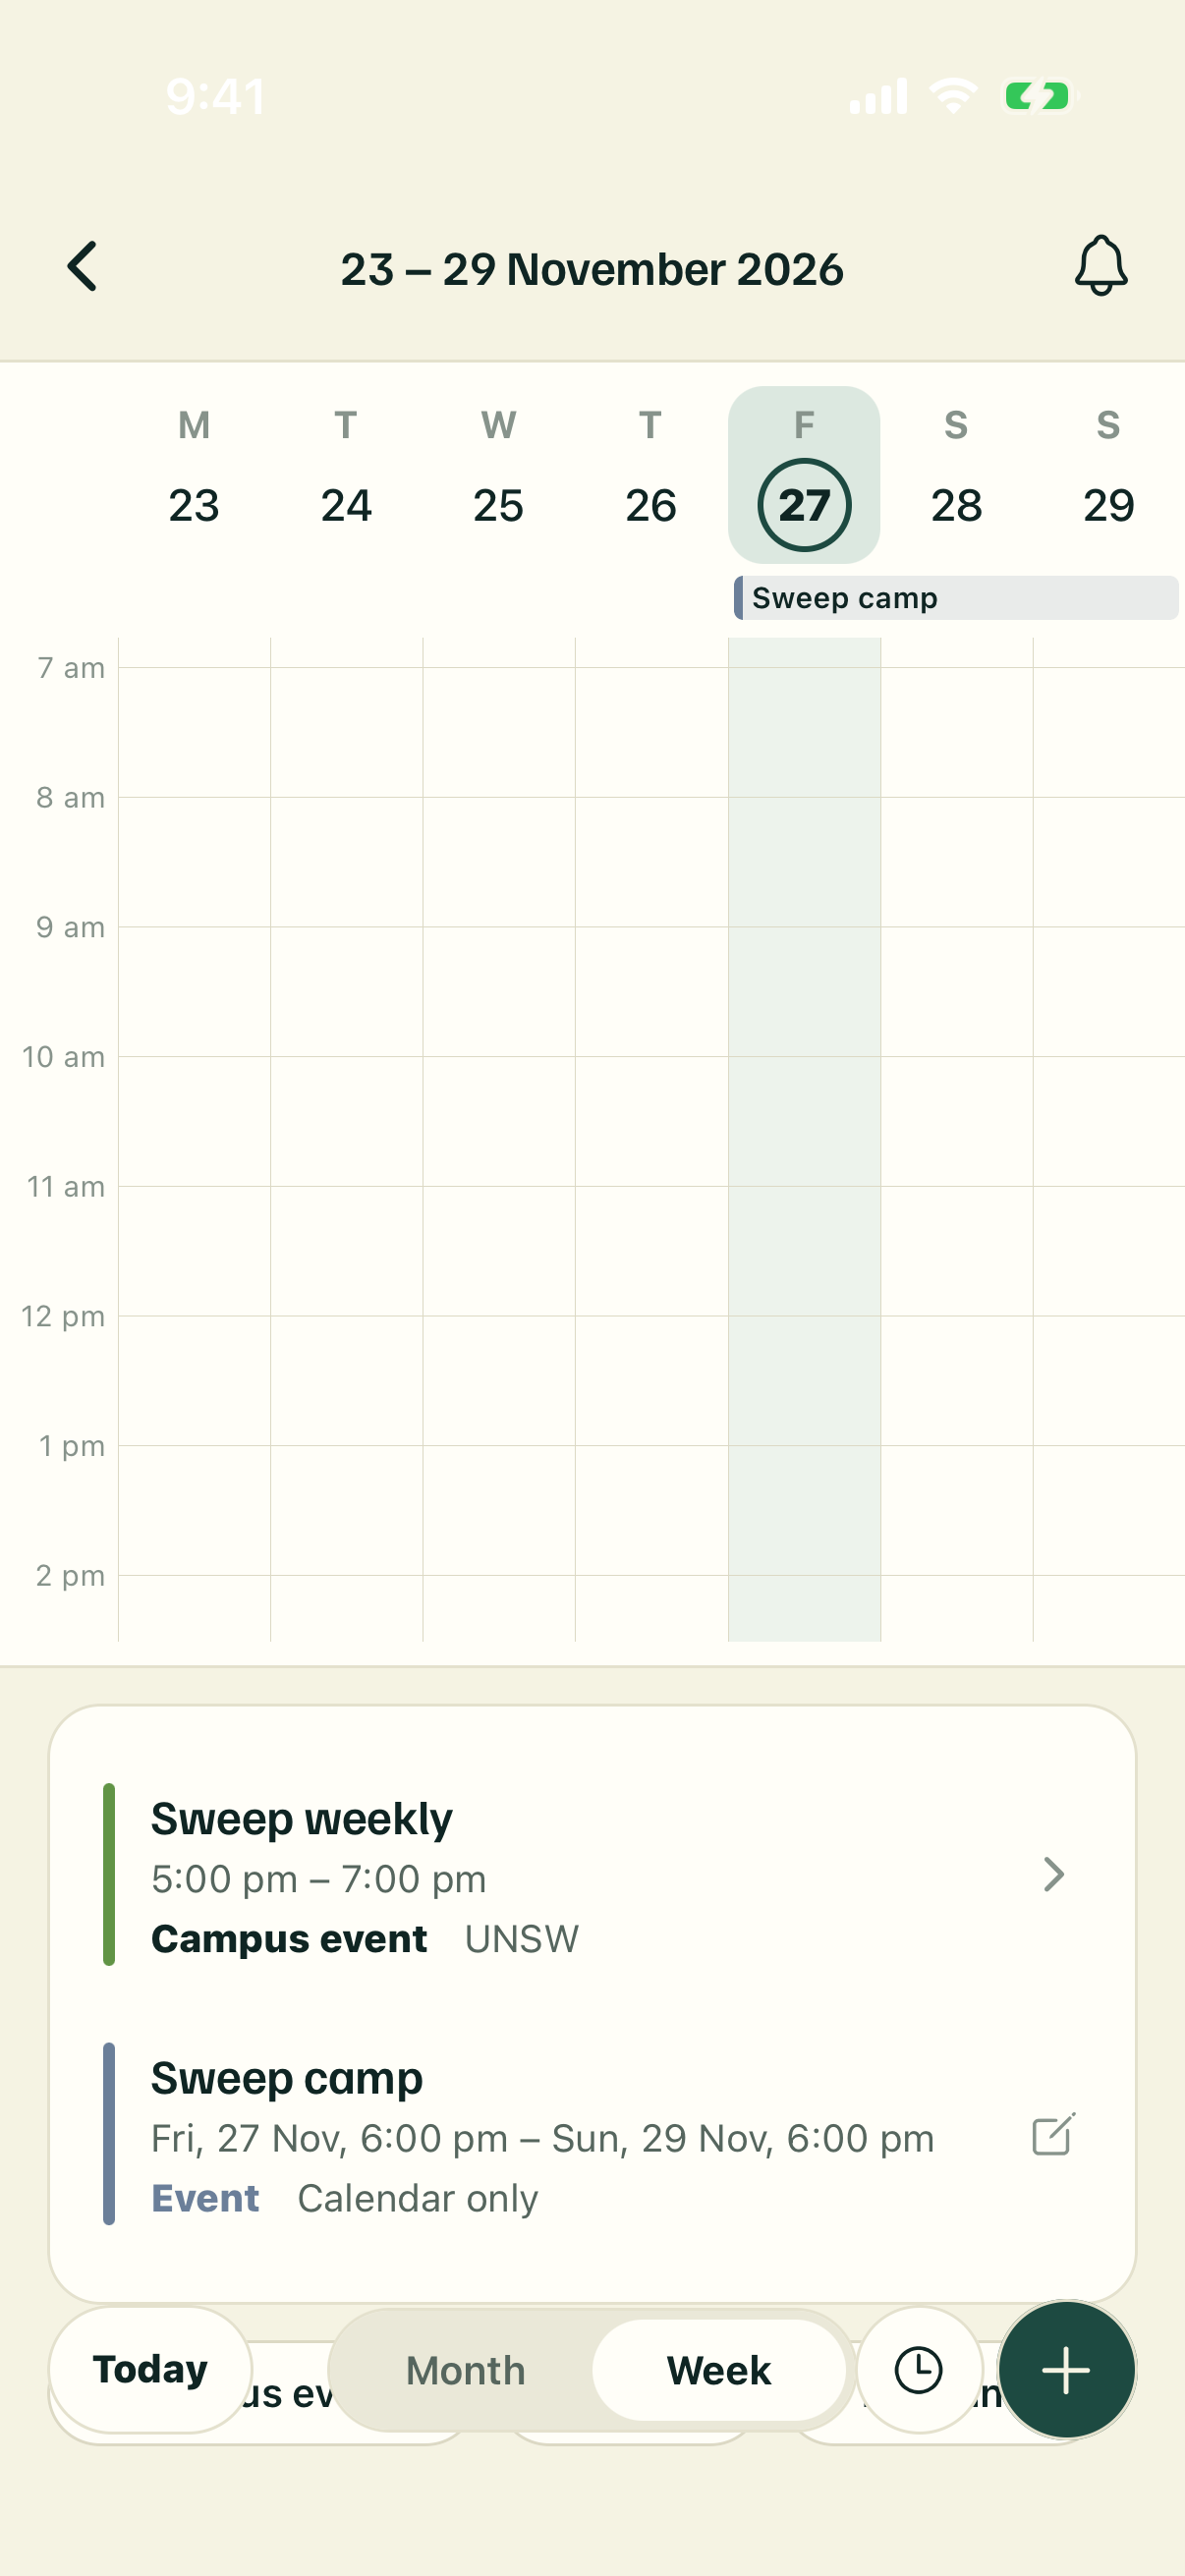 9:41
23 – 29 November 2026
M T W T F S S
23 24 25 26 27 28 29
Sweep camp
7 am
8 am
9 am
10 am
11 am
12 pm
1 pm
2 pm
Sweep weekly
5:00 pm – 7:00 pm
Campus event UNSW
Sweep camp
Fri, 27 Nov, 6:00 pm – Sun, 29 Nov, 6:00 pm
Event Calendar only
Today Month Week